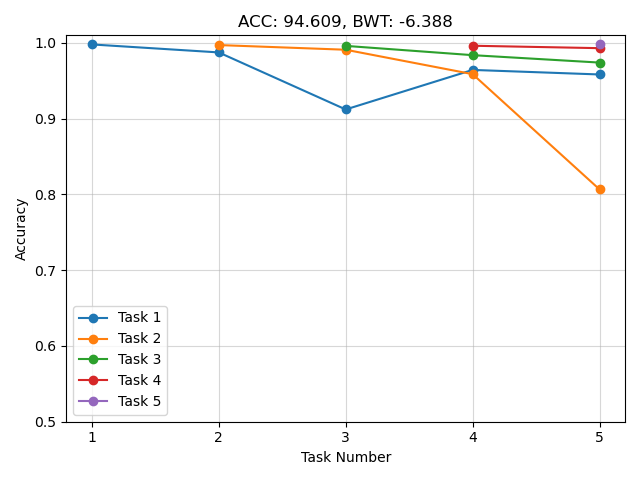 ACC: 94.609, BWT: -6.388
1.0
0.9
0.8
0.7
0.6
0.5
Accuracy
Task 1
Task 2
Task 3
Task 4
Task 5
1 2 3 4 5
Task Number